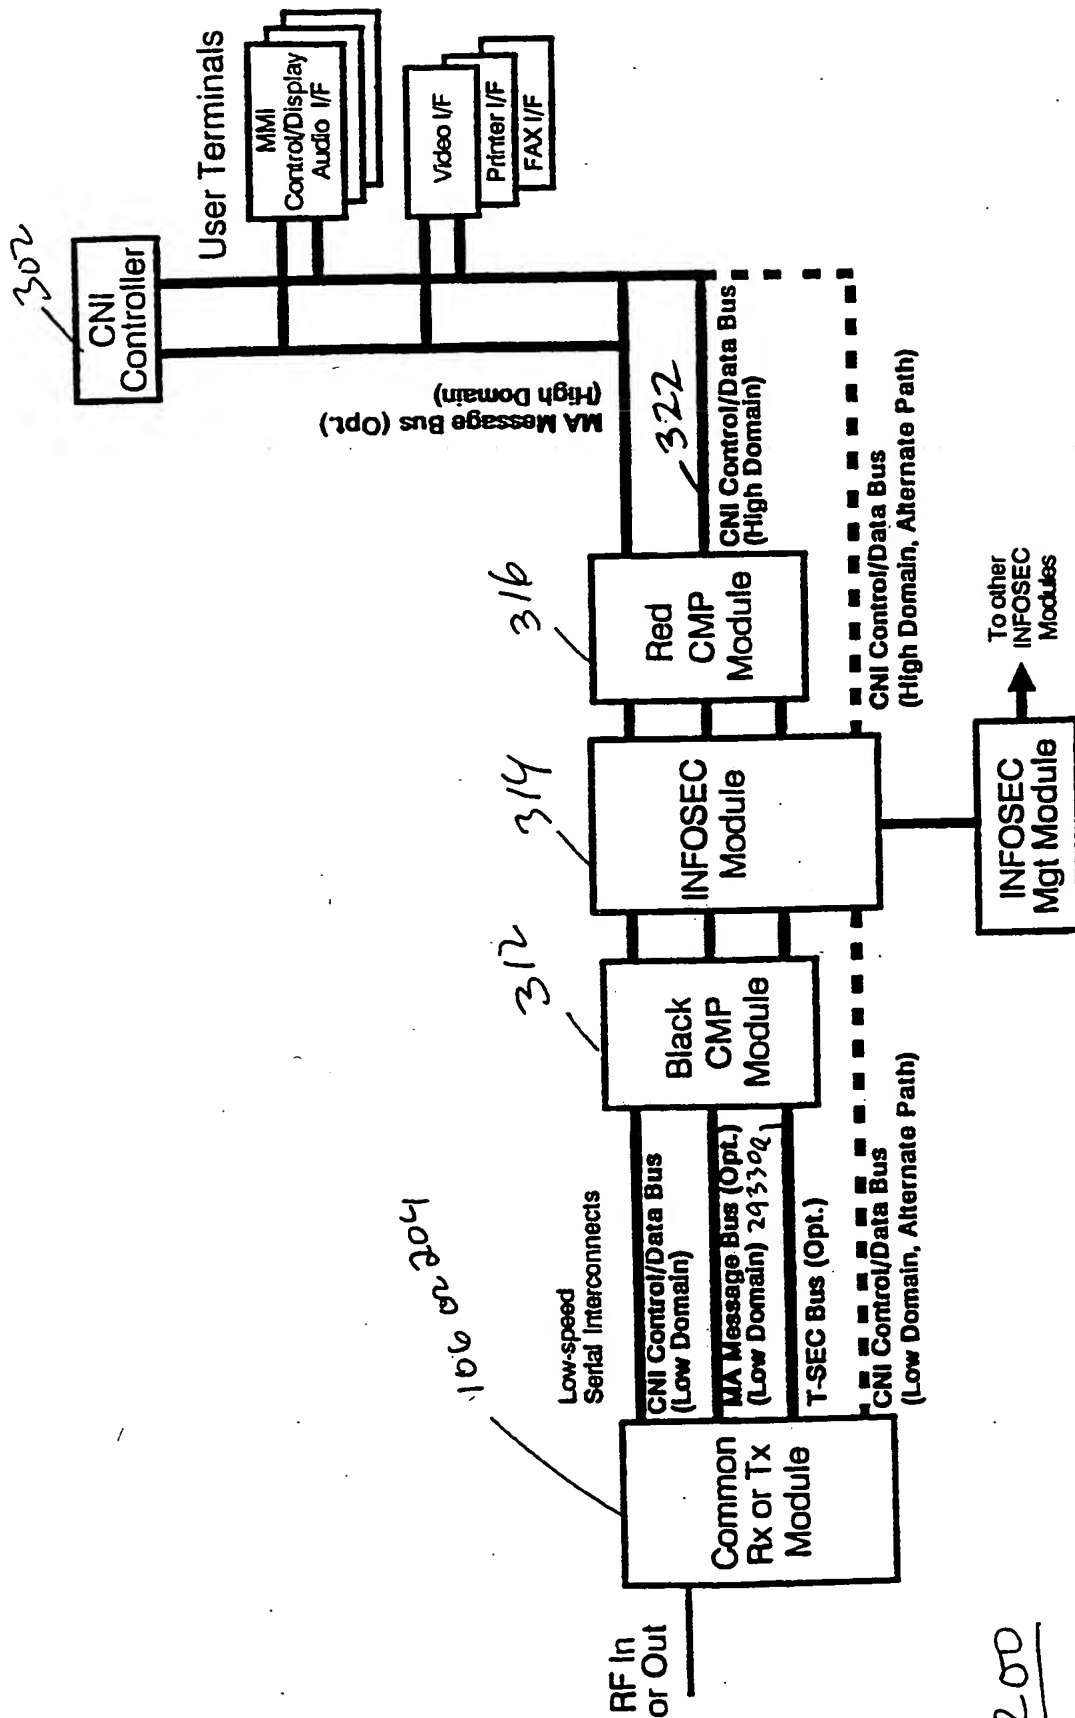 302
CNI
Controller
User Terminals
MMI
Control/Display
Audio I/F
Video I/F
Printer I/F
FAX I/F
MA Message Bus (Opt.)
(High Domain)
322
CNI Control/Data Bus
(High Domain)
316
Red
CMP
Module
CNI Control/Data Bus
(High Domain, Alternate Path)
314
INFOSEC
Module
INFOSEC
Mgt Module
To other
INFOSEC
Modules
312
Black
CMP
Module
Low-speed
Serial Interconnects
CNI Control/Data Bus
(Low Domain)
MA Message Bus (Opt.)
(Low Domain)
T-SEC Bus (Opt.)
CNI Control/Data Bus
(Low Domain, Alternate Path)
106 or 204
Common
Rx or Tx
Module
RF In
or Out
200